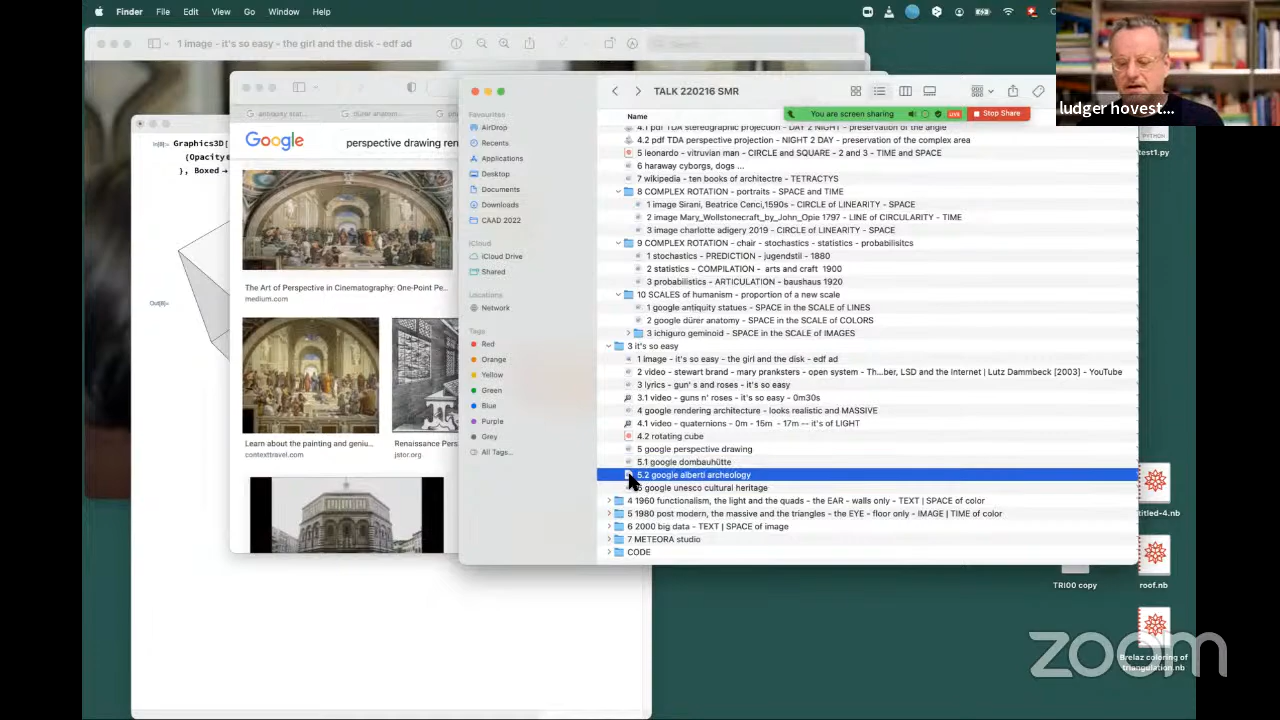 Finder File Edit View Go Window Help
1 image - it's so easy - the girl and the disk - edf ad
Search
TALK 220216 SMR
ludger hovest...
You are screen sharing
LIVE
Stop Share
PYTHON
test1.py
Graphics3D[
{Opacity
}, Boxed
Google
perspective drawing ren
The Art of Perspective in Cinematography: One-Point Pe...
medium.com
Learn about the painting and geniu...
contexttravel.com
Renaissance Pers
jstor.org
Favourites
AirDrop
Recents
Applications
Desktop
Documents
Downloads
CAAD 2022
iCloud
iCloud Drive
Shared
Locations
Network
Tags
Red
Orange
Yellow
Green
Blue
Purple
Grey
All Tags...
Name
4.1 pdf TDA stereographic projection - DAY 2 NIGHT - preservation of the angle
4.2 pdf TDA perspective projection - NIGHT 2 DAY - preservation of the complex area
5 leonardo - vitruvian man - CIRCLE and SQUARE - 2 and 3 - TIME and SPACE
6 haraway cyborgs, dogs ...
7 wikipedia - ten books of architectre - TETRACTYS
8 COMPLEX ROTATION - portraits - SPACE and TIME
1 image Sirani, Beatrice Cenci,1590s - CIRCLE of LINEARITY - SPACE
2 image Mary_Wollstonecraft_by_John_Opie 1797 - LINE of CIRCULARITY - TIME
3 image charlotte adigery 2019 - CIRCLE of LINEARITY - SPACE
9 COMPLEX ROTATION - chair - stochastics - statistics - probabilisitcs
1 stochastics - PREDICTION - jugendstil - 1880
2 statistics - COMPILATION - arts and craft 1900
3 probabilistics - ARTICULATION - baushaus 1920
10 SCALES of humanism - proportion of a new scale
1 google antiquity statues - SPACE in the SCALE of LINES
2 google dürer anatomy - SPACE in the SCALE of COLORS
3 ichiguro geminoid - SPACE in the SCALE of IMAGES
3 it's so easy
1 image - it's so easy - the girl and the disk - edf ad
2 video - stewart brand - mary pranksters - open system - Th...ber, LSD and the Internet | Lutz Dammbeck [2003] - YouTube
3 lyrics - gun' s and roses - it's so easy
3.1 video - guns n' roses - it's so easy - 0m30s
4 google rendering architecture - looks realistic and MASSIVE
4.1 video - quaternions - 0m - 15m - 17m -- it's of LIGHT
4.2 rotating cube
5 google perspective drawing
5.1 google dombauhütte
5.2 google alberti archeology
google unesco cultural heritage
4 1960 functionalism, the light and the quads - the EAR - walls only - TEXT | SPACE of color
5 1980 post modern, the massive and the triangles - the EYE - floor only - IMAGE | TIME of color
6 2000 big data - TEXT | SPACE of image
7 METEORA studio
CODE
titled-4.nb
TRI00 copy
roof.nb
Brelaz coloring of
triangulation.nb
zoom